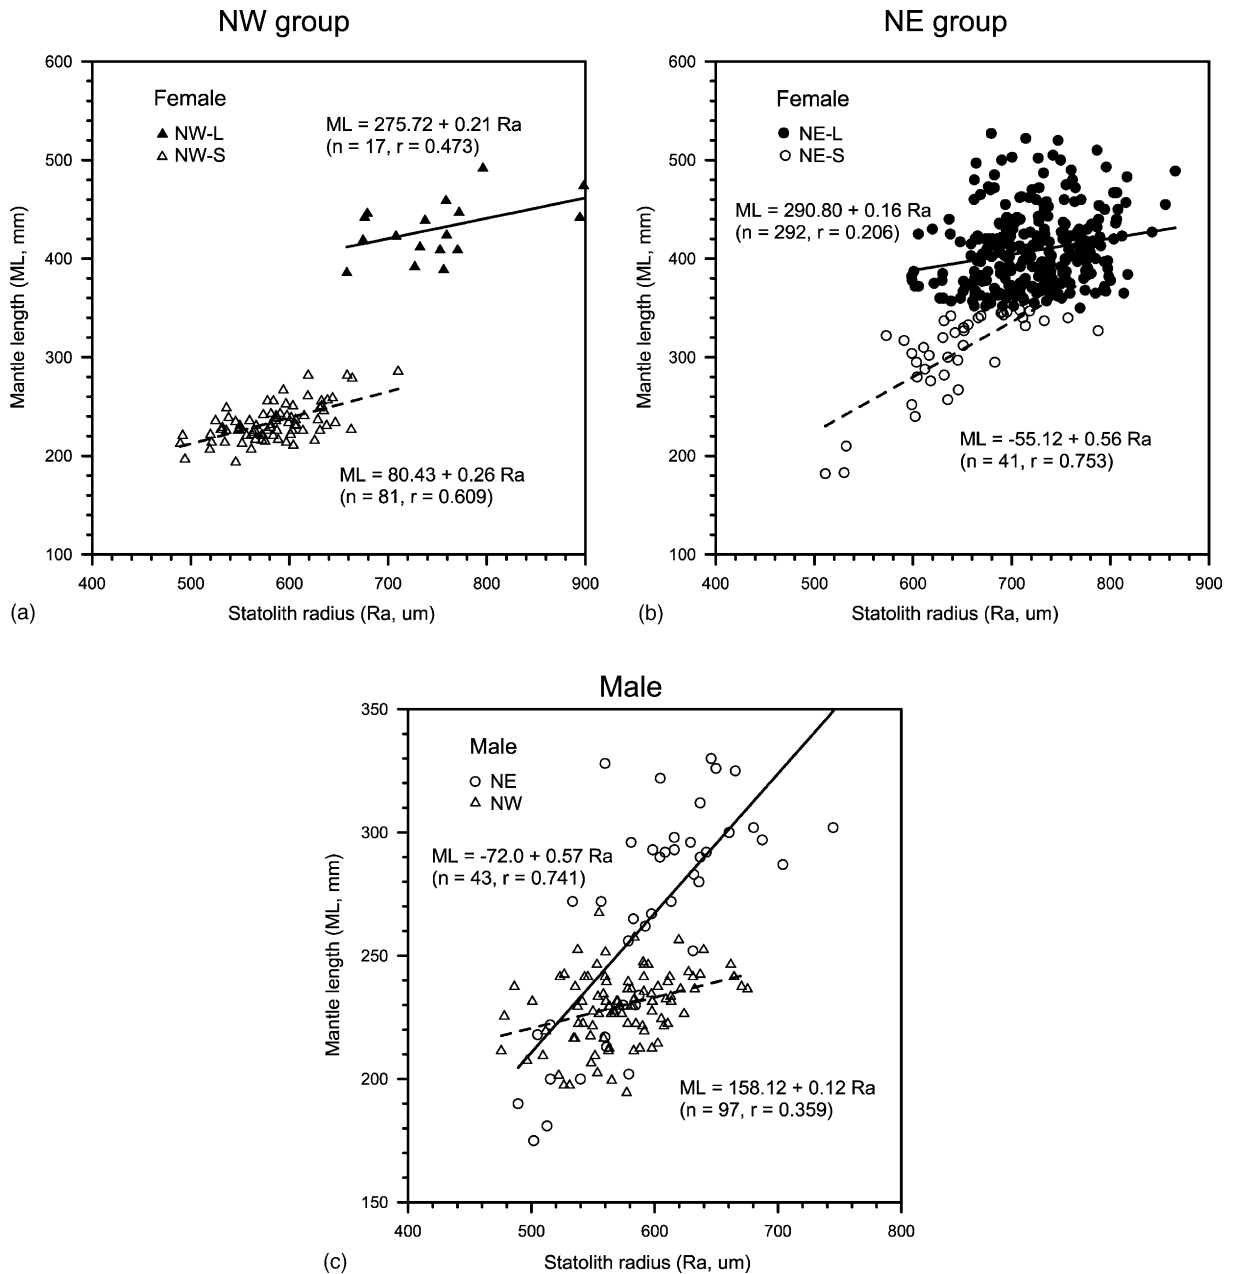 NW group
600
500
400
300
200
100
Mantle length (ML, mm)
Female
NW-L
NW-S
ML = 275.72 + 0.21 Ra
(n = 17, r = 0.473)
ML = 80.43 + 0.26 Ra
(n = 81, r = 0.609)
400 500 600 700 800 900
(a) Statolith radius (Ra, um)
NE group
600
500
400
300
200
100
Mantle length (ML, mm)
Female
NE-L
NE-S
ML = 290.80 + 0.16 Ra
(n = 292, r = 0.206)
ML = -55.12 + 0.56 Ra
(n = 41, r = 0.753)
400 500 600 700 800 900
(b) Statolith radius (Ra, um)
Male
350
300
250
200
150
Mantle length (ML, mm)
Male
NE
NW
ML = -72.0 + 0.57 Ra
(n = 43, r = 0.741)
ML = 158.12 + 0.12 Ra
(n = 97, r = 0.359)
400 500 600 700 800
(c) Statolith radius (Ra, um)